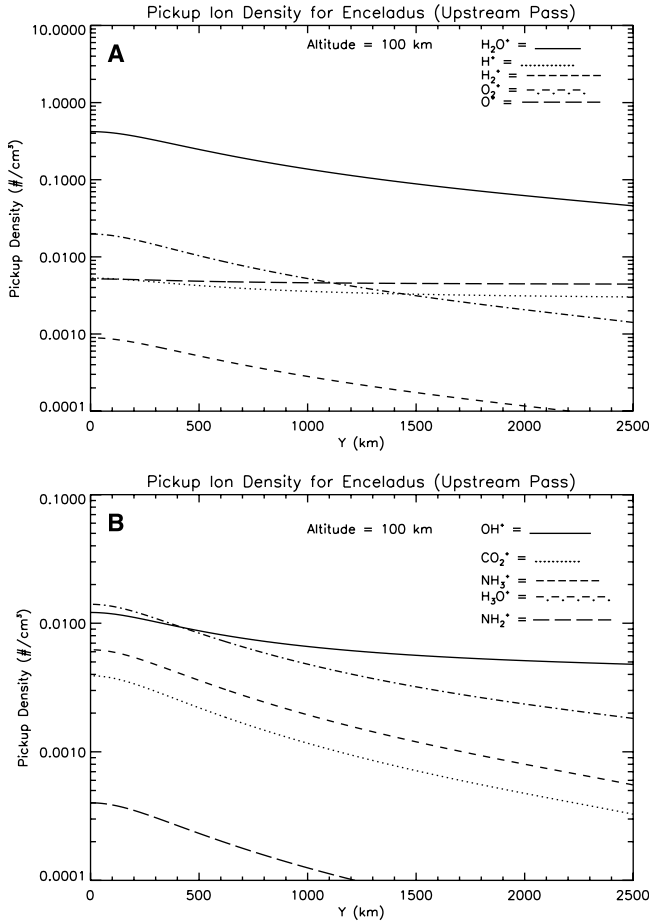 Pickup Ion Density for Enceladus (Upstream Pass)
A
Altitude = 100 km
H₂O⁺ =
H⁺ =
H₂⁺ =
O₂⁺ =
O⁺ =
10.0000
1.0000
0.1000
0.0100
0.0010
0.0001
Pickup Density (#/cm³)
0 500 1000 1500 2000 2500
Y (km)
Pickup Ion Density for Enceladus (Upstream Pass)
B
Altitude = 100 km
OH⁺ =
CO₂⁺ =
NH₃⁺ =
H₃O⁺ =
NH₂⁺ =
0.1000
0.0100
0.0010
0.0001
Pickup Density (#/cm³)
0 500 1000 1500 2000 2500
Y (km)